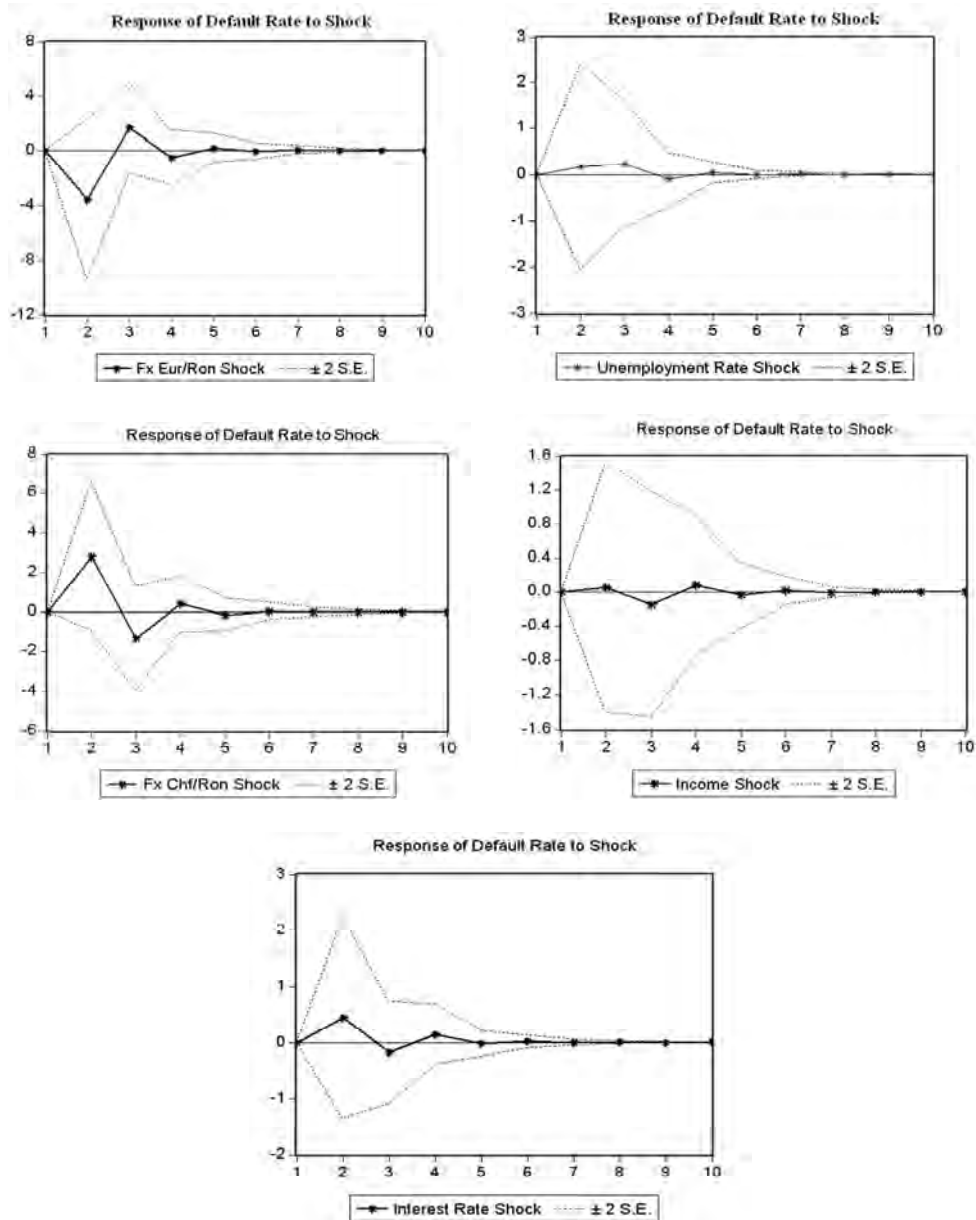 Response of Default Rate to Shock
8
4
0
-4
-8
-12
1 2 3 4 5 6 7 8 9 10
Fx Eur/Ron Shock ± 2 S.E.
Response of Default Rate to Shock
3
2
1
0
-1
-2
-3
1 2 3 4 5 6 7 8 9 10
Unemployment Rate Shock ± 2 S.E.
Response of Default Rate to Shock
8
6
4
2
0
-2
-4
-6
1 2 3 4 5 6 7 8 9 10
Fx Chf/Ron Shock ± 2 S.E.
Response of Default Rate to Shock
1.6
1.2
0.8
0.4
0.0
-0.4
-0.8
-1.2
-1.6
1 2 3 4 5 6 7 8 9 10
Income Shock ± 2 S.E.
Response of Default Rate to Shock
3
2
1
0
-1
-2
1 2 3 4 5 6 7 8 9 10
Interest Rate Shock ± 2 S.E.